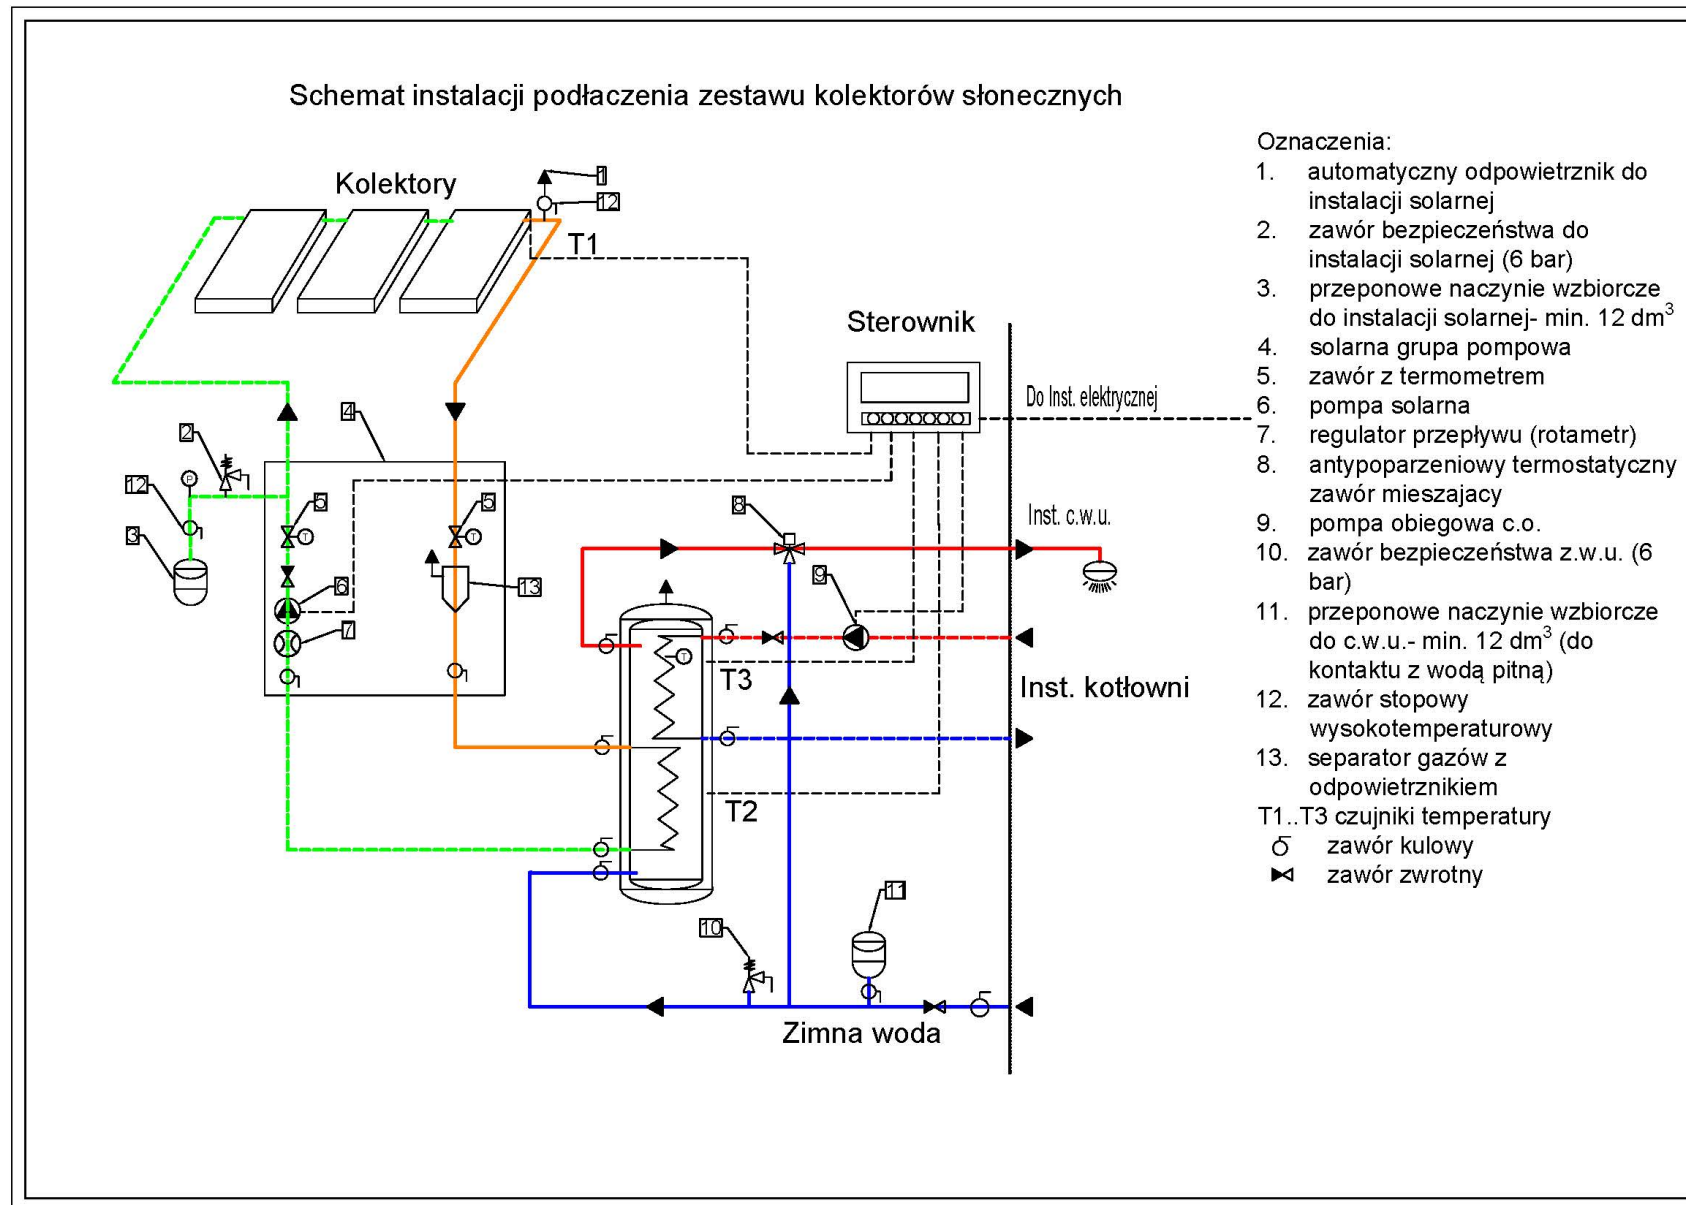 Schemat instalacji podłaczenia zestawu kolektorów słonecznych
Kolektory
1
12
T1
Sterownik
Do Inst. elektrycznej
2
4
12
P
3
5
5
T
T
6
13
7
8
Inst. c.w.u.
9
T
T3
Inst. kotłowni
T2
11
10
Zimna woda
Oznaczenia:
1. automatyczny odpowietrznik do
instalacji solarnej
2. zawór bezpieczeństwa do
instalacji solarnej (6 bar)
3. przeponowe naczynie wzbiorcze
do instalacji solarnej- min. 12 dm³
4. solarna grupa pompowa
5. zawór z termometrem
6. pompa solarna
7. regulator przepływu (rotametr)
8. antypoparzeniowy termostatyczny
zawór mieszajacy
9. pompa obiegowa c.o.
10. zawór bezpieczeństwa z.w.u. (6
bar)
11. przeponowe naczynie wzbiorcze
do c.w.u.- min. 12 dm³ (do
kontaktu z wodą pitną)
12. zawór stopowy
wysokotemperaturowy
13. separator gazów z
odpowietrznikiem
T1..T3 czujniki temperatury
zawór kulowy
zawór zwrotny